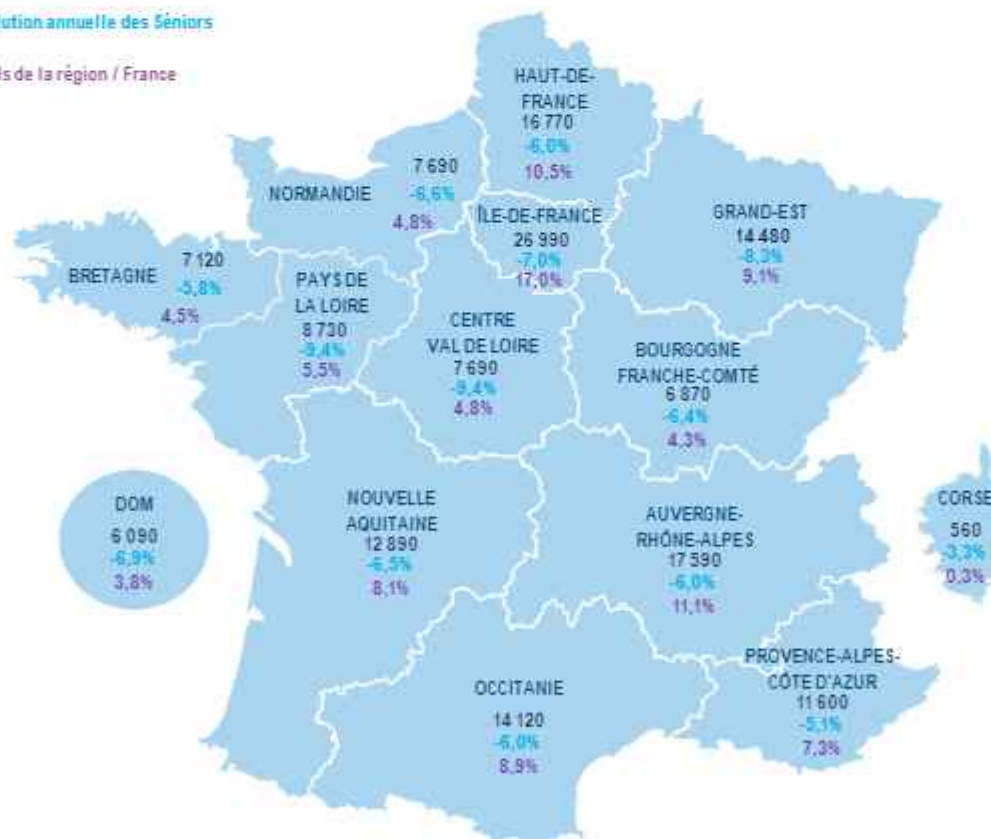 lution annuelle des Séniors
ds de la région / France
HAUT-DE-
FRANCE
16 770
-6,0%
10,5%
7 690
NORMANDIE
-6,6%
4,8%
ÎLE-DE-FRANCE
26 990
-7,0%
17,0%
GRAND-EST
14 480
-8,3%
9,1%
7 120
BRETAGNE
-5,8%
4,5%
PAYS DE
LA LOIRE
8 730
-9,4%
5,5%
CENTRE
VAL DE LOIRE
7 690
-9,4%
4,8%
BOURGOGNE
FRANCHE-COMTÉ
6 870
-6,4%
4,3%
DOM
6 090
-6,9%
3,8%
NOUVELLE
AQUITAINE
12 890
-6,5%
8,1%
AUVERGNE-
RHÔNE-ALPES
17 590
-6,0%
11,1%
CORSE
560
-3,3%
0,3%
OCCITANIE
14 120
-6,0%
8,9%
PROVENCE-ALPES-
CÔTE D'AZUR
11 600
-5,1%
7,3%